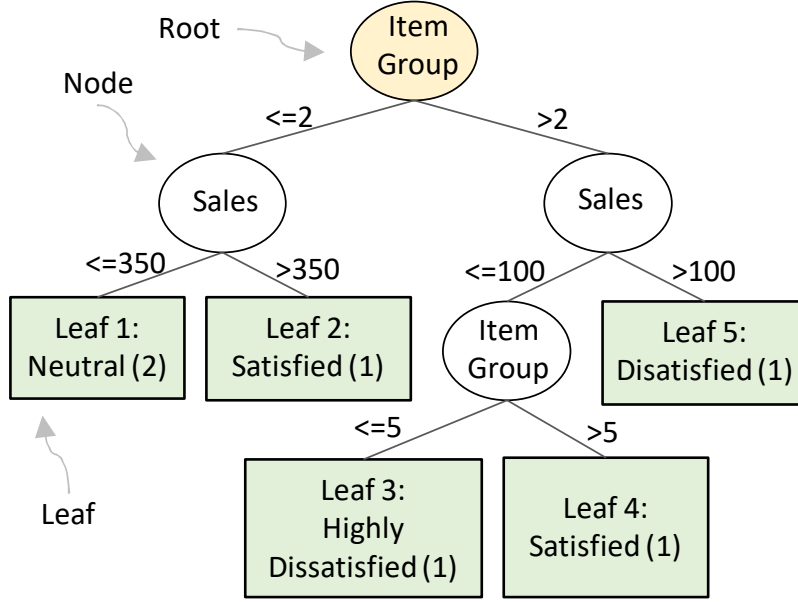 Root
Item
Group
Node
<=2
>2
Sales
Sales
<=350
>350
<=100
>100
Leaf 1:
Neutral (2)
Leaf 2:
Satisfied (1)
Item
Group
Leaf 5:
Disatisfied (1)
<=5
>5
Leaf
Leaf 3:
Highly
Dissatisfied (1)
Leaf 4:
Satisfied (1)